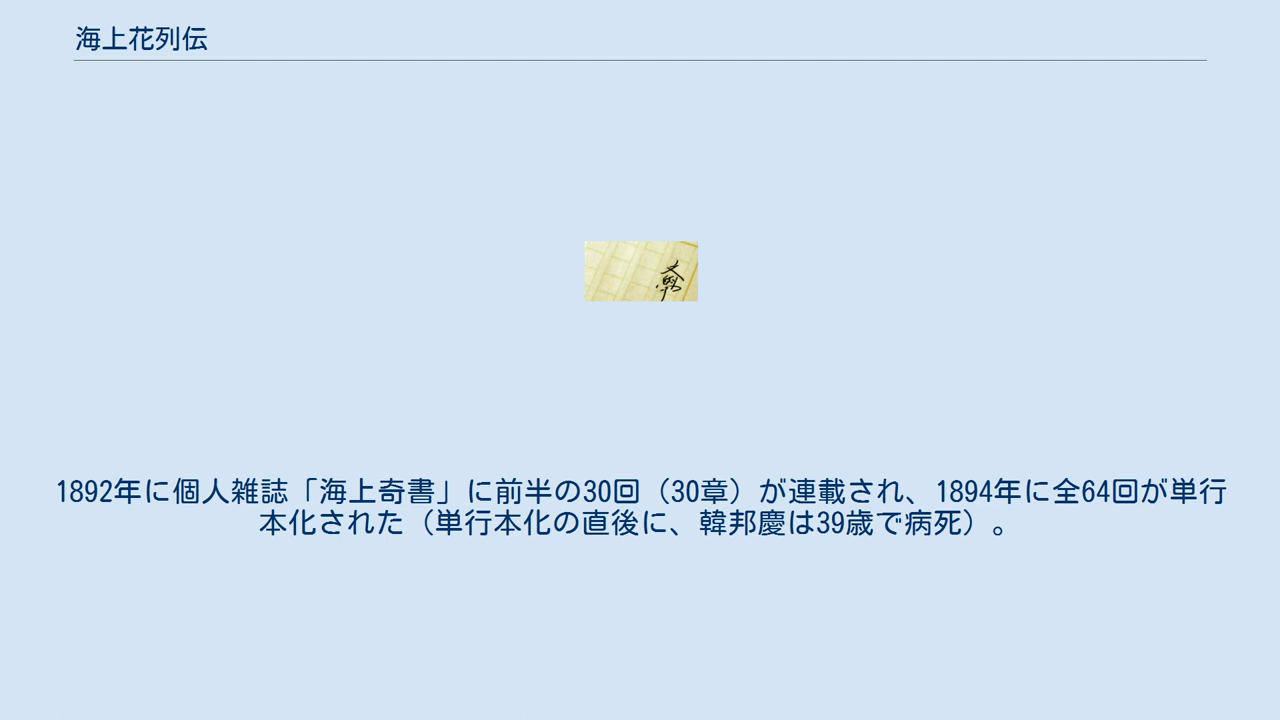 海上花列伝
1892年に個人雑誌「海上奇書」に前半の30回（30章）が連載され、1894年に全64回が単行
本化された（単行本化の直後に、韓邦慶は39歳で病死）。